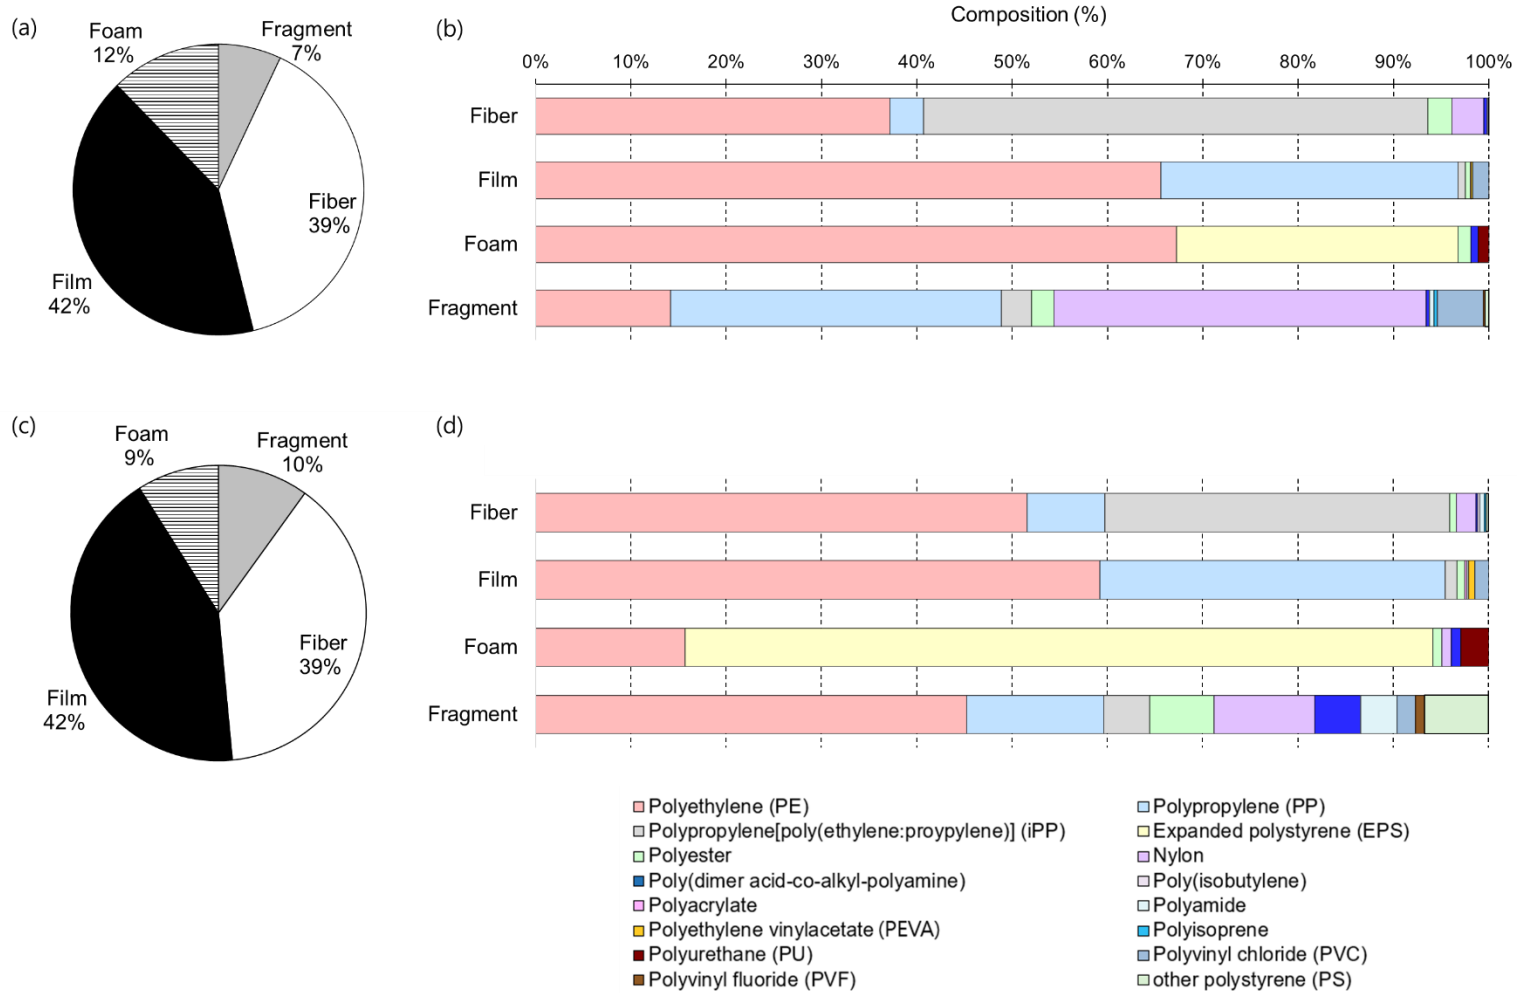 (a)
Foam
12%
Fragment
7%
Fiber
39%
Film
42%
(b)
Composition (%)
0% 10% 20% 30% 40% 50% 60% 70% 80% 90% 100%
Fiber
Film
Foam
Fragment
(c)
Foam
9%
Fragment
10%
Fiber
39%
Film
42%
(d)
Fiber
Film
Foam
Fragment
Polyethylene (PE)
Polypropylene (PP)
Polypropylene[poly(ethylene:proypylene)] (iPP)
Expanded polystyrene (EPS)
Polyester
Nylon
Poly(dimer acid-co-alkyl-polyamine)
Poly(isobutylene)
Polyacrylate
Polyamide
Polyethylene vinylacetate (PEVA)
Polyisoprene
Polyurethane (PU)
Polyvinyl chloride (PVC)
Polyvinyl fluoride (PVF)
other polystyrene (PS)